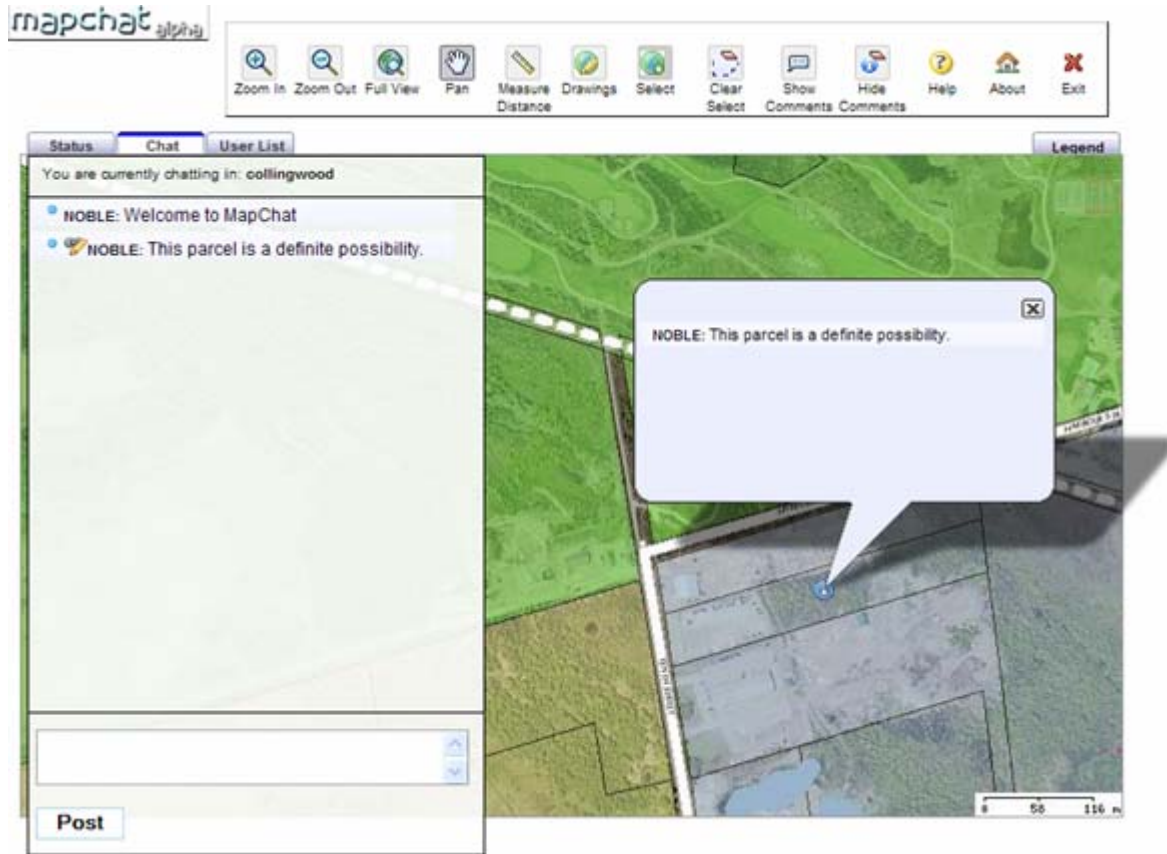 mapchat alpha
Zoom In Zoom Out Full View Pan Measure Distance Drawings Select Clear Select Show Comments Hide Comments Help About Exit
Status Chat User List Legend
You are currently chatting in: collingwood
NOBLE: Welcome to MapChat
NOBLE: This parcel is a definite possibility.
NOBLE: This parcel is a definite possibility.
Post
116 m